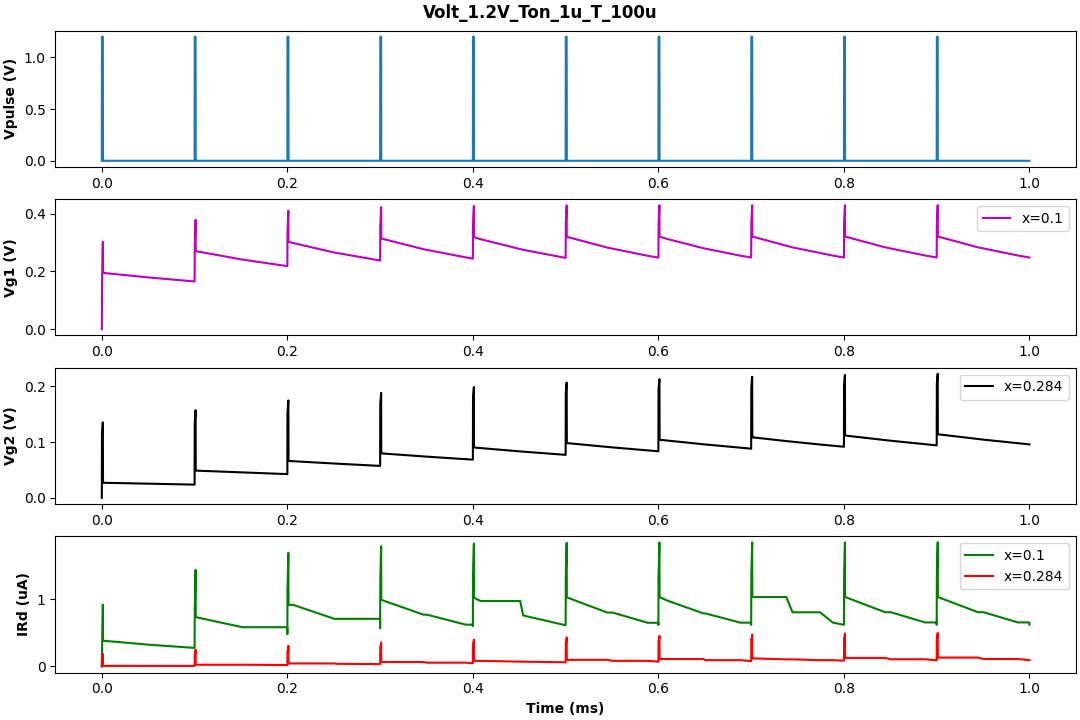 Volt_1.2V_Ton_1u_T_100u
Vpulse (V)
1.0
0.5
0.0
0.0 0.2 0.4 0.6 0.8 1.0
Vg1 (V)
0.4
0.2
0.0
x=0.1
0.0 0.2 0.4 0.6 0.8 1.0
Vg2 (V)
0.2
0.1
0.0
x=0.284
0.0 0.2 0.4 0.6 0.8 1.0
IRd (uA)
1
0
x=0.1
x=0.284
0.0 0.2 0.4 0.6 0.8 1.0
Time (ms)